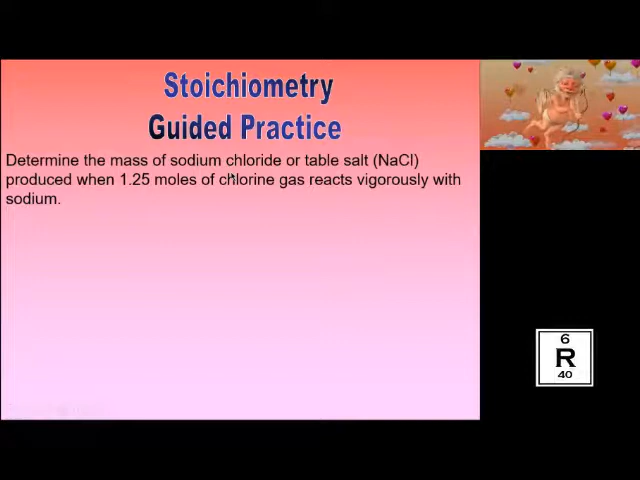 Stoichiometry
Guided Practice
Determine the mass of sodium chloride or table salt (NaCl)
produced when 1.25 moles of chlorine gas reacts vigorously with
sodium.
6
R
40